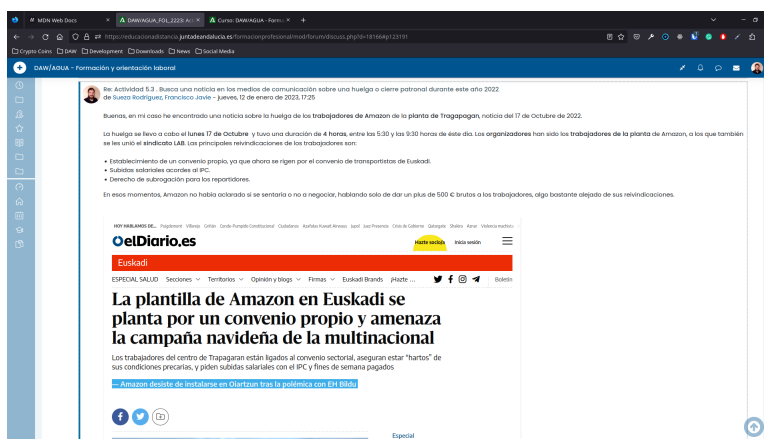 MDN Web Docs
DAW/AGUA_FOL_2223: Act
Curso: DAW/AGUA - Forma
https://educacionadistancia.juntadeandalucia.es/formacionprofesional/mod/forum/discuss.php?d=181664#p123191
Crypto Coins DAW Development Downloads News Social Media
DAW/AGUA - Formación y orientación laboral
Re: Actividad 5.3 . Busca una noticia en los medios de comunicación sobre una huelga o cierre patronal durante este año 2022
de Sueza Rodríguez, Francisco Javie - jueves, 12 de enero de 2023, 17:25
Buenas, en mi caso he encontrado una noticia sobre la huelga de los trabajadores de Amazon de la planta de Tragapagan, noticia del 17 de Octubre de 2022.
La huelga se llevo a cabo el lunes 17 de Octubre y tuvo una duración de 4 horas, entre las 5:30 y las 9:30 horas de éste día. Los organizadores han sido los trabajadores de la planta de Amazon, a los que también
se les unió el sindicato LAB. Las principales reivindicaciones de los trabajadores son:
• Establecimiento de un convenio propio, ya que ahora se rigen por el convenio de transportistas de Euskadi.
• Subidas salariales acordes al IPC.
• Derecho de subrogación para los repartidores.
En esos momentos, Amazon no había aclarado si se sentaria o no a negociar, hablando solo de dar un plus de 500 € brutos a los trabajadores, algo bastante alejado de sus reivindicaciones.
HOY HABLAMOS DE...
elDiario.es
Hazte socio/a Inicia sesión
Euskadi
ESPECIAL SALUD Secciones Territorios Opinión y blogs Firmas Euskadi Brands ¡Hazte ... Boletín
La plantilla de Amazon en Euskadi se
planta por un convenio propio y amenaza
la campaña navideña de la multinacional
Los trabajadores del centro de Trapagaran están ligados al convenio sectorial, aseguran estar "hartos" de
sus condiciones precarias, y piden subidas salariales con el IPC y fines de semana pagados
— Amazon desiste de instalarse en Oiartzun tras la polémica con EH Bildu
Especial